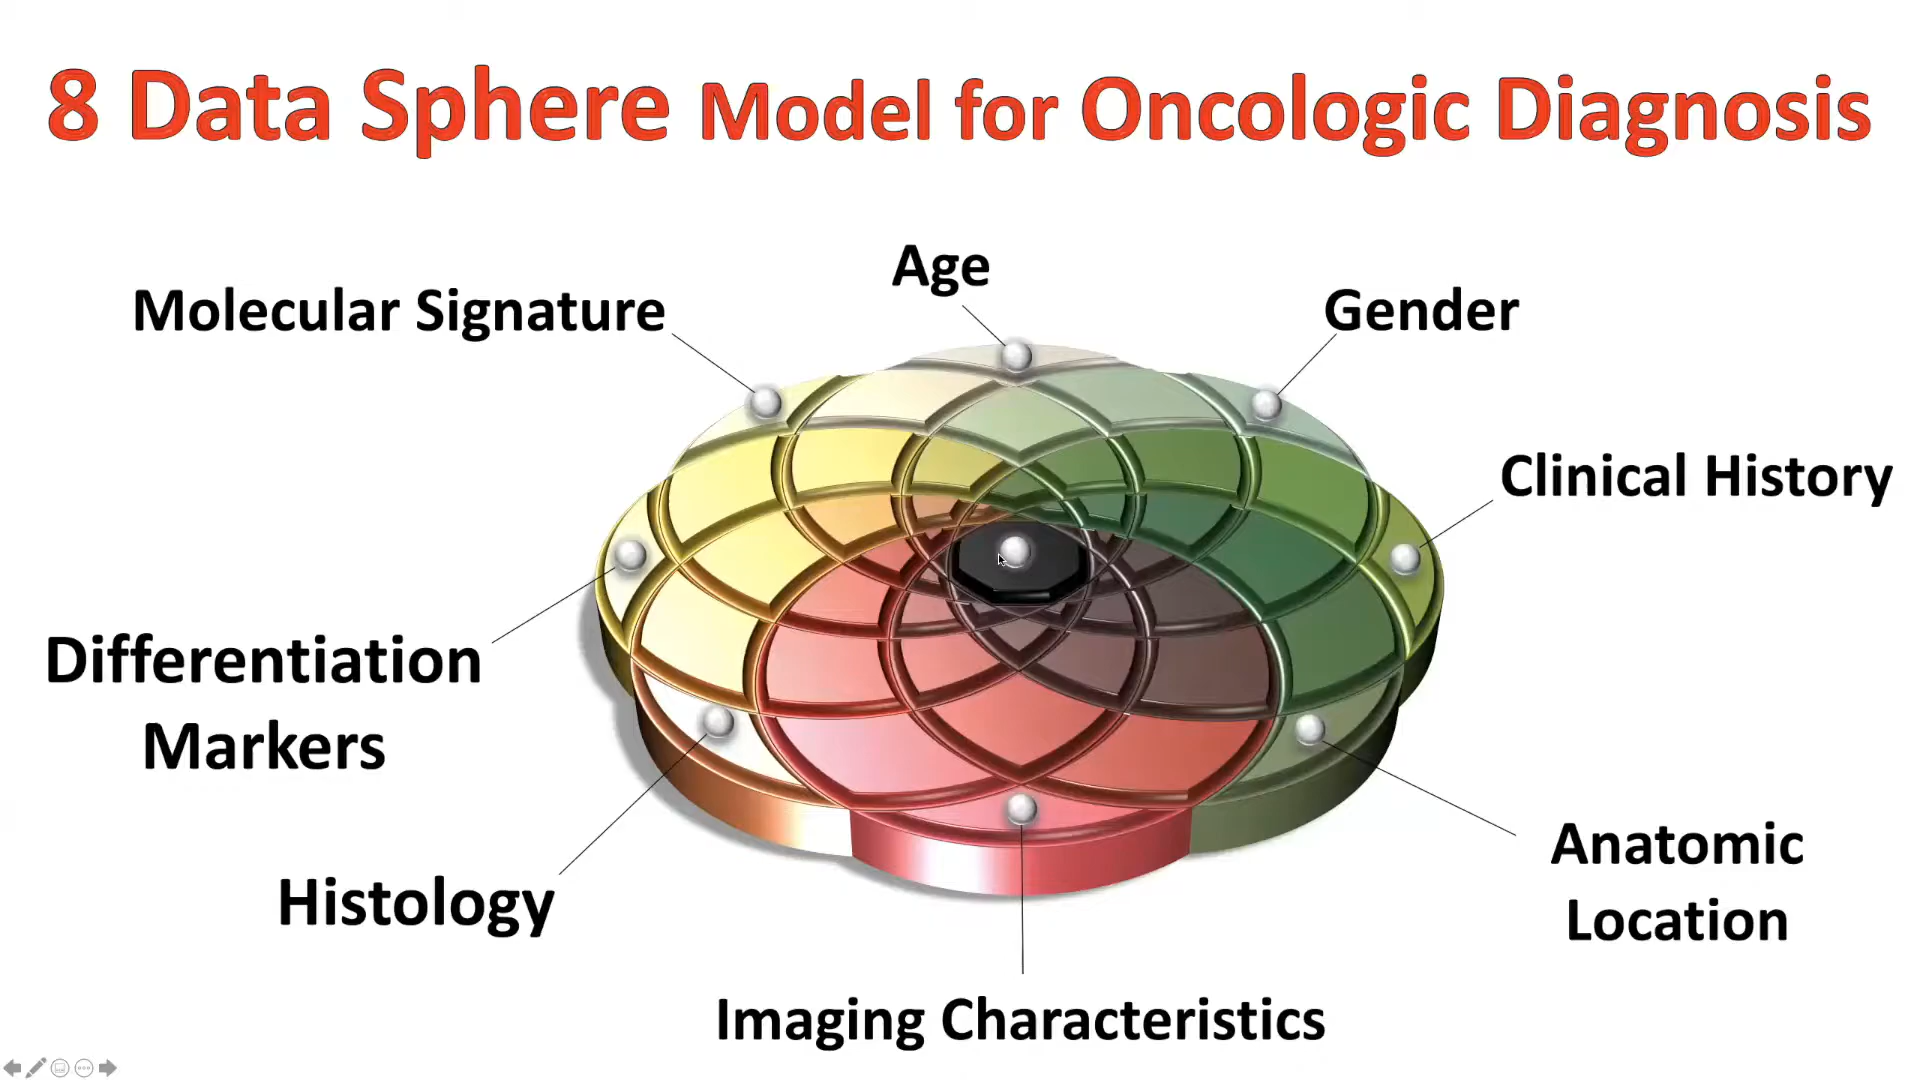 8 Data Sphere Model for Oncologic Diagnosis
Age
Molecular Signature
Gender
Clinical History
Differentiation
Markers
Anatomic
Location
Histology
Imaging Characteristics